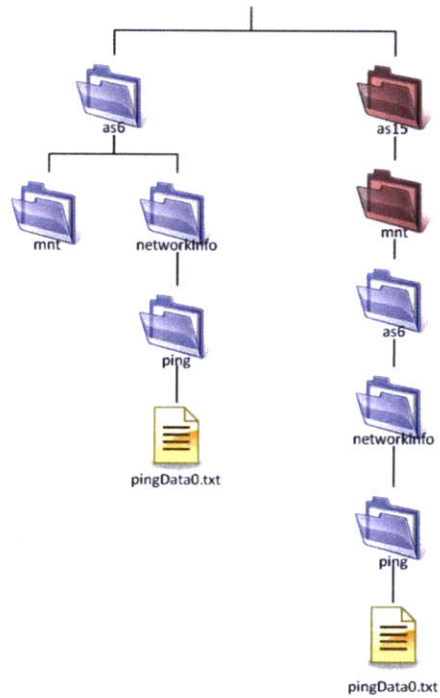 as6
as15
mnt
networkInfo
mnt
ping
as6
pingData0.txt
networkInfo
ping
pingData0.txt